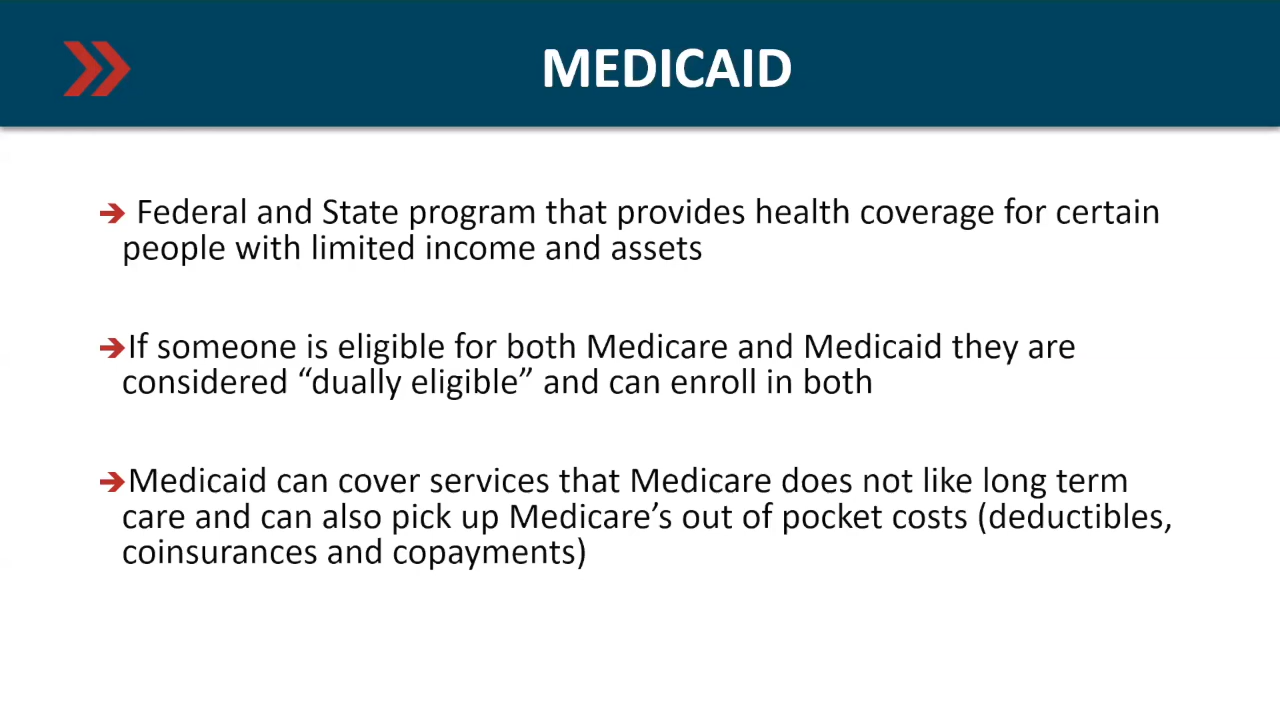 MEDICAID
➔ Federal and State program that provides health coverage for certain
people with limited income and assets
➔If someone is eligible for both Medicare and Medicaid they are
considered “dually eligible” and can enroll in both
➔Medicaid can cover services that Medicare does not like long term
care and can also pick up Medicare’s out of pocket costs (deductibles,
coinsurances and copayments)